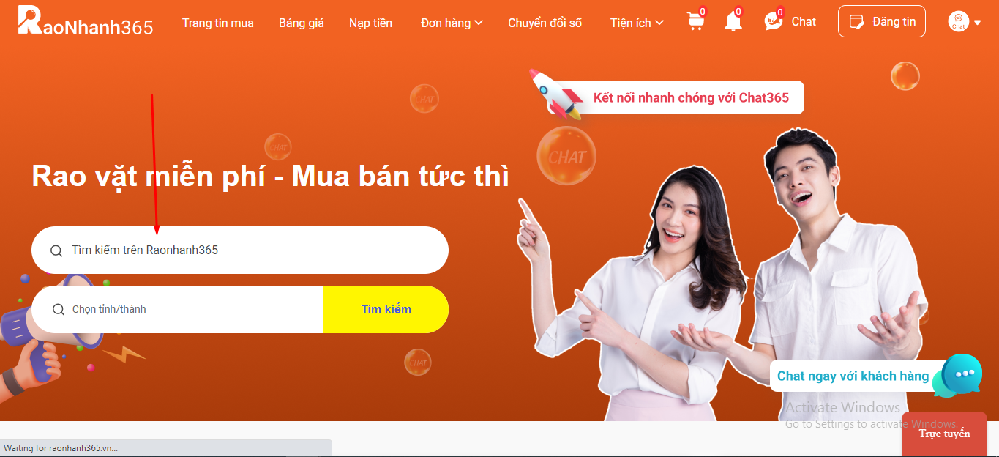 RaoNhanh365
Trang tin mua
Bảng giá
Nạp tiền
Đơn hàng
Chuyển đổi số
Tiện ích
0
0
0
Chat
Đăng tin
Chat
Kết nối nhanh chóng với Chat365
CHAT
CHAT
CHAT
Rao vặt miễn phí - Mua bán tức thì
Tìm kiếm trên Raonhanh365
Chọn tỉnh/thành
Tìm kiếm
CHAT
Chat ngay với khách hàng
Activate Windows
Go to Settings to activate Windows.
Trực tuyến
Waiting for raonhanh365.vn...